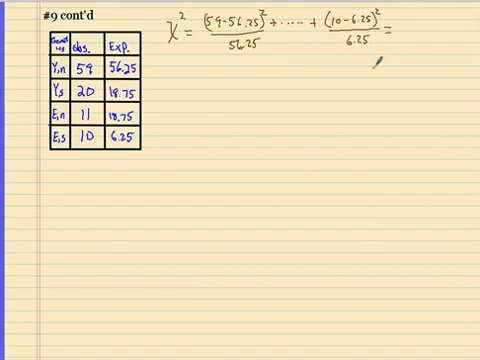 #9 cont'd
χ² = (59-56.25)²/56.25 + ..... + (10-6.25)²/6.25 =
obs. Exp.
Y,n 59 56.25
Y,s 20 18.75
E,n 11 18.75
E,s 10 6.25